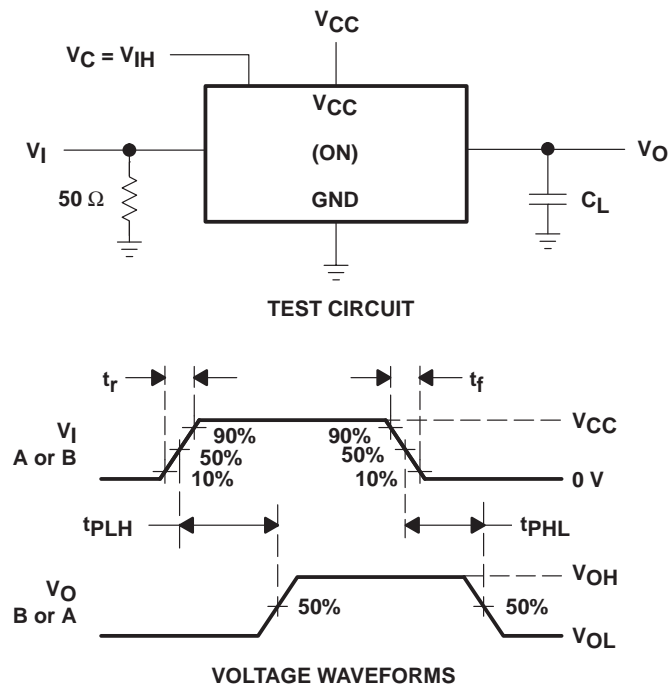 VCC
VC = VIH
VCC
VI
(ON)
VO
50 Ω
GND
CL
TEST CIRCUIT
tr
tf
VI
A or B
90%
50%
10%
90%
50%
10%
VCC
0 V
tPLH
tPHL
VO
B or A
50%
50%
VOH
VOL
VOLTAGE WAVEFORMS